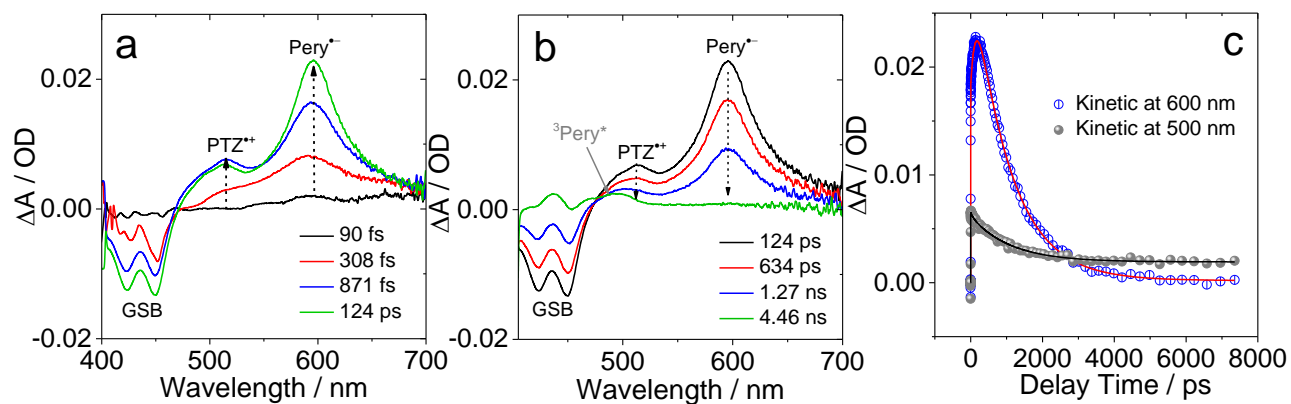 a
Pery•−
PTZ•+
GSB
90 fs
308 fs
871 fs
124 ps
0.02
0.00
-0.02
ΔA / OD
400 500 600 700
Wavelength / nm
b
Pery•−
³Pery*
PTZ•+
GSB
124 ps
634 ps
1.27 ns
4.46 ns
0.02
0.00
-0.02
ΔA / OD
500 600 700
Wavelength / nm
c
Kinetic at 600 nm
Kinetic at 500 nm
0.02
0.01
0.00
ΔA / OD
0 2000 4000 6000 8000
Delay Time / ps